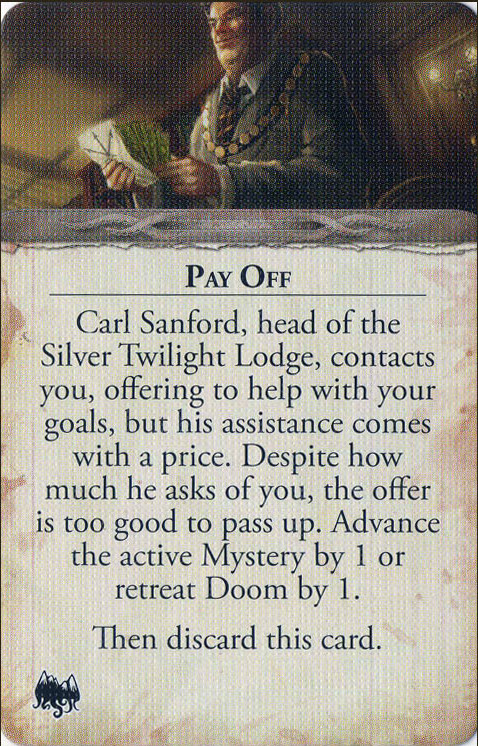 Pay Off
Carl Sanford, head of the
Silver Twilight Lodge, contacts
you, offering to help with your
goals, but his assistance comes
with a price. Despite how
much he asks of you, the offer
is too good to pass up. Advance
the active Mystery by 1 or
retreat Doom by 1.
Then discard this card.